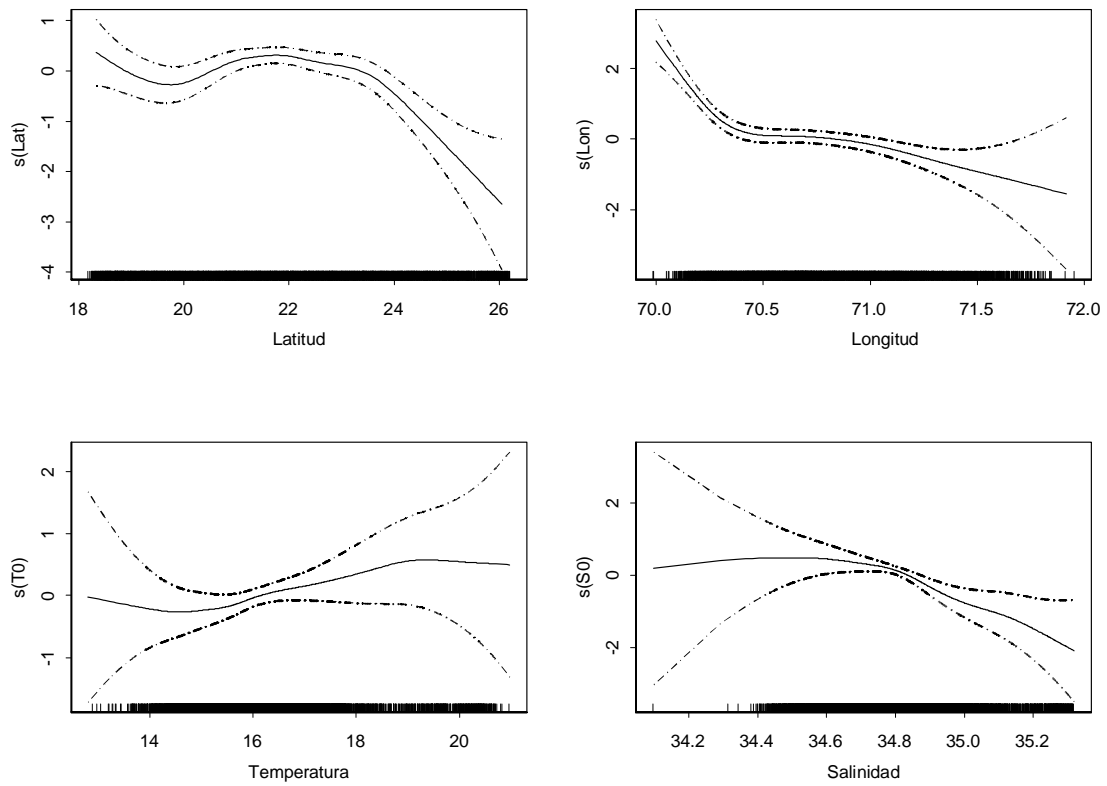 s(Lat)
1
0
-1
-2
-3
-4
18 20 22 24 26
Latitud
s(Lon)
2
0
-2
70.0 70.5 71.0 71.5 72.0
Longitud
s(T0)
2
1
0
-1
14 16 18 20
Temperatura
s(S0)
2
0
-2
34.2 34.4 34.6 34.8 35.0 35.2
Salinidad